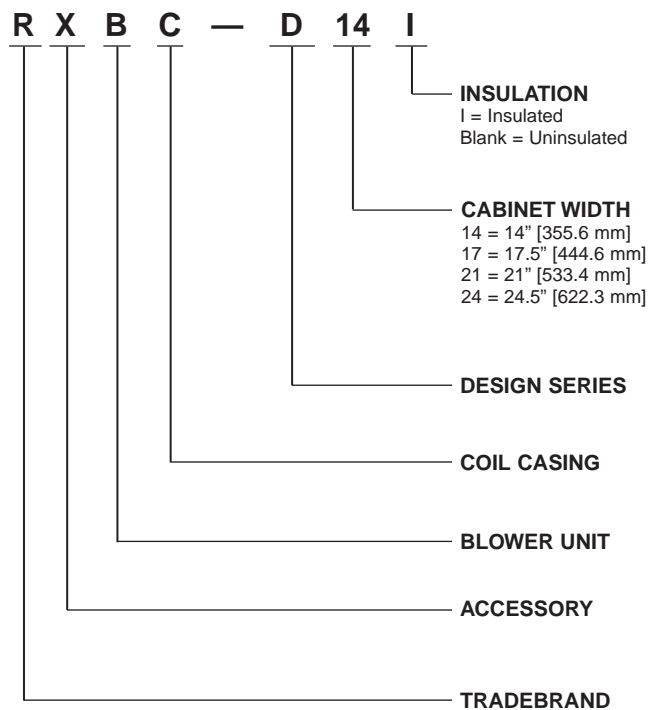 R X B C — D 14 I
INSULATION
I = Insulated
Blank = Uninsulated
CABINET WIDTH
14 = 14” [355.6 mm]
17 = 17.5” [444.6 mm]
21 = 21” [533.4 mm]
24 = 24.5” [622.3 mm]
DESIGN SERIES
COIL CASING
BLOWER UNIT
ACCESSORY
TRADEBRAND